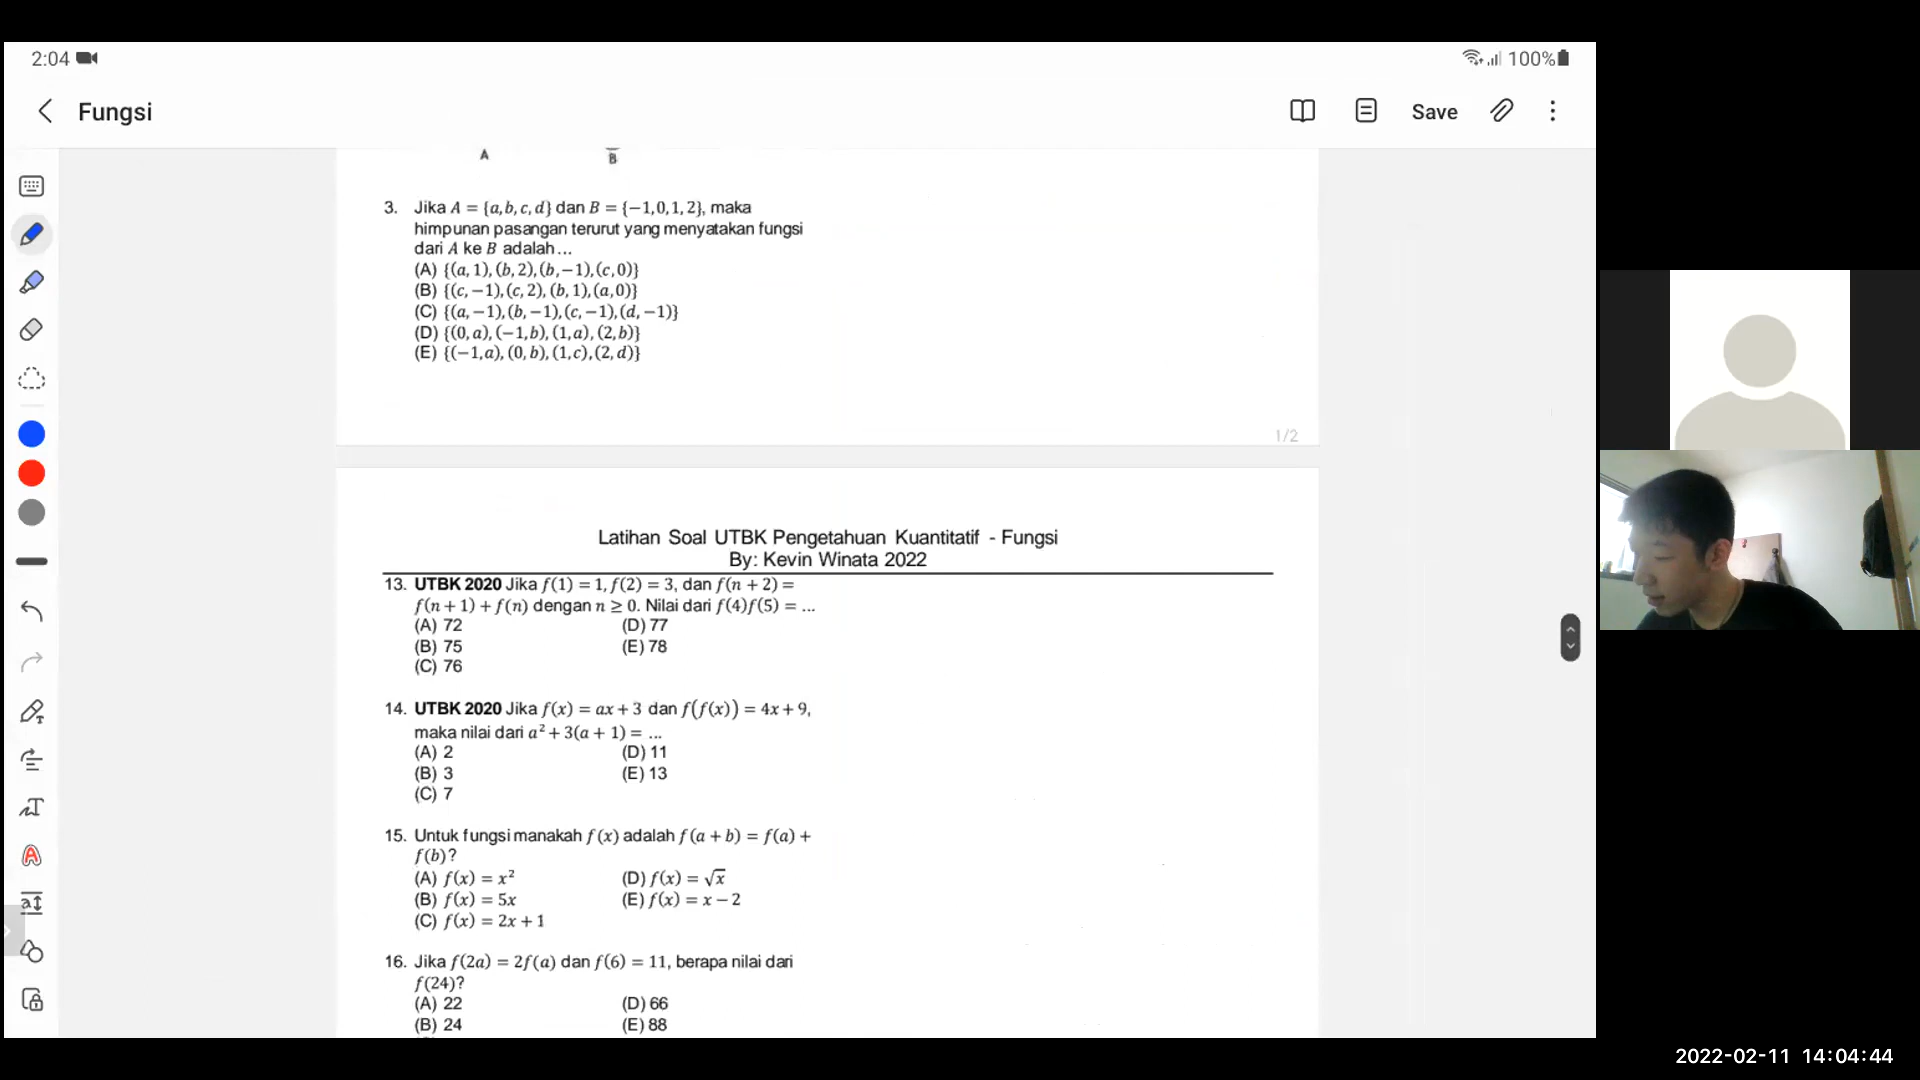 2:04
100%
Fungsi
Save
A
B
3. Jika A = {a, b, c, d} dan B = {−1, 0, 1, 2}, maka
himpunan pasangan terurut yang menyatakan fungsi
dari A ke B adalah ...
(A) {(a, 1), (b, 2), (b, −1), (c, 0)}
(B) {(c, −1), (c, 2), (b, 1), (a, 0)}
(C) {(a, −1), (b, −1), (c, −1), (d, −1)}
(D) {(0, a), (−1, b), (1, a), (2, b)}
(E) {(−1, a), (0, b), (1, c), (2, d)}
1/2
Latihan Soal UTBK Pengetahuan Kuantitatif - Fungsi
By: Kevin Winata 2022
13. UTBK 2020 Jika f(1) = 1, f(2) = 3, dan f(n + 2) =
f(n + 1) + f(n) dengan n ≥ 0. Nilai dari f(4)f(5) = ...
(A) 72 (D) 77
(B) 75 (E) 78
(C) 76
14. UTBK 2020 Jika f(x) = ax + 3 dan f(f(x)) = 4x + 9,
maka nilai dari a² + 3(a + 1) = ...
(A) 2 (D) 11
(B) 3 (E) 13
(C) 7
15. Untuk fungsi manakah f(x) adalah f(a + b) = f(a) +
f(b)?
(A) f(x) = x² (D) f(x) = √x
(B) f(x) = 5x (E) f(x) = x − 2
(C) f(x) = 2x + 1
16. Jika f(2a) = 2f(a) dan f(6) = 11, berapa nilai dari
f(24)?
(A) 22 (D) 66
(B) 24 (E) 88
2022-02-11 14:04:44